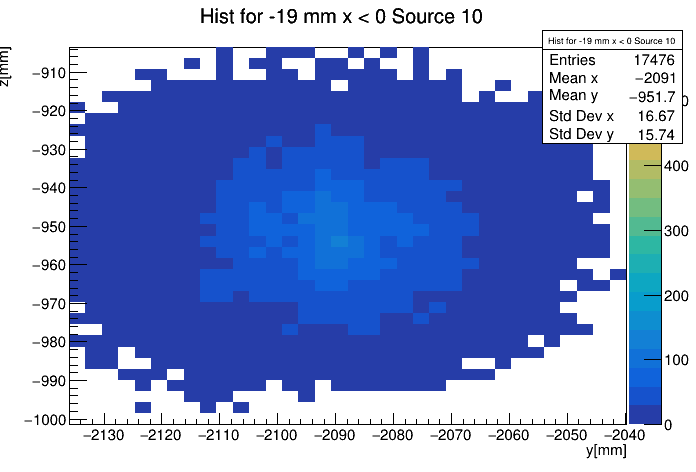 Hist for -19 mm x < 0 Source 10
z[mm]
Hist for -19 mm x < 0 Source 10
Entries 17476
Mean x −2091
Mean y −951.7
Std Dev x 16.67
Std Dev y 15.74
−910
−920
−930
−940
−950
−960
−970
−980
−990
−1000
−2130 −2120 −2110 −2100 −2090 −2080 −2070 −2060 −2050 −2040
y[mm]
400
300
200
100
0